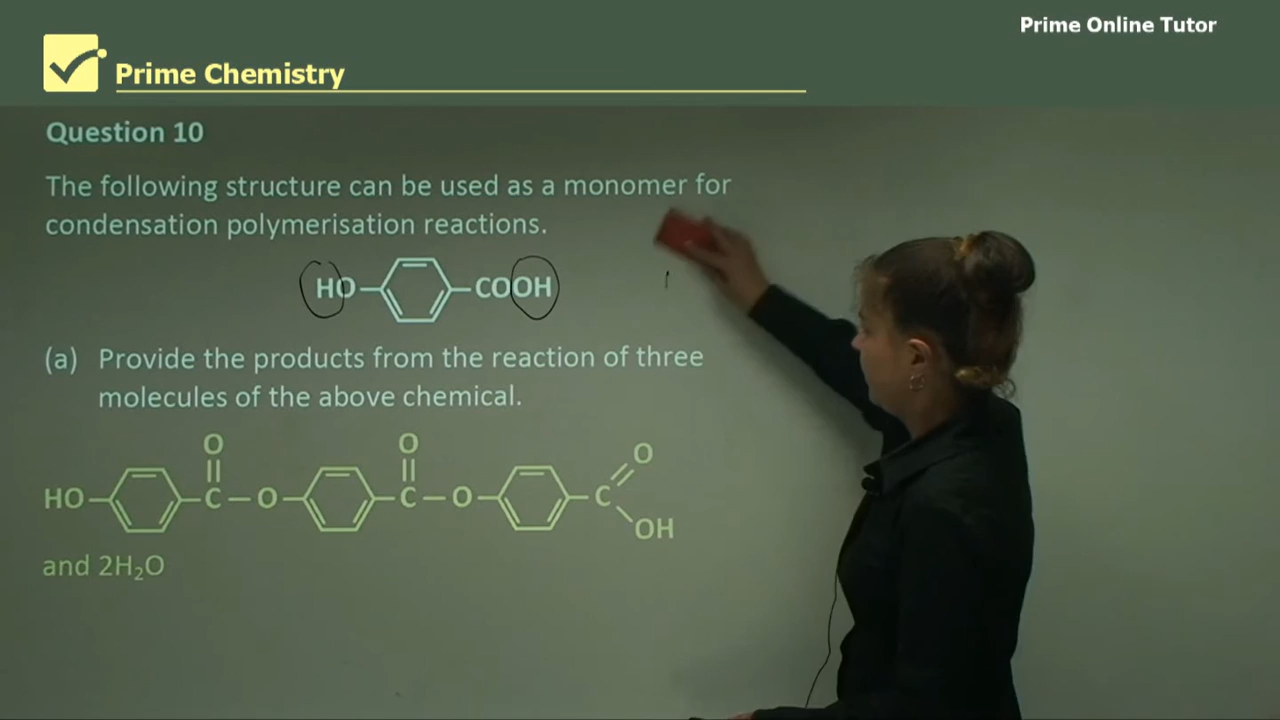 Prime Online Tutor
Prime Chemistry
Question 10
The following structure can be used as a monomer for
condensation polymerisation reactions.
HO COOH
(a) Provide the products from the reaction of three
molecules of the above chemical.
O O O
HO C O C O C
OH
and 2H₂O